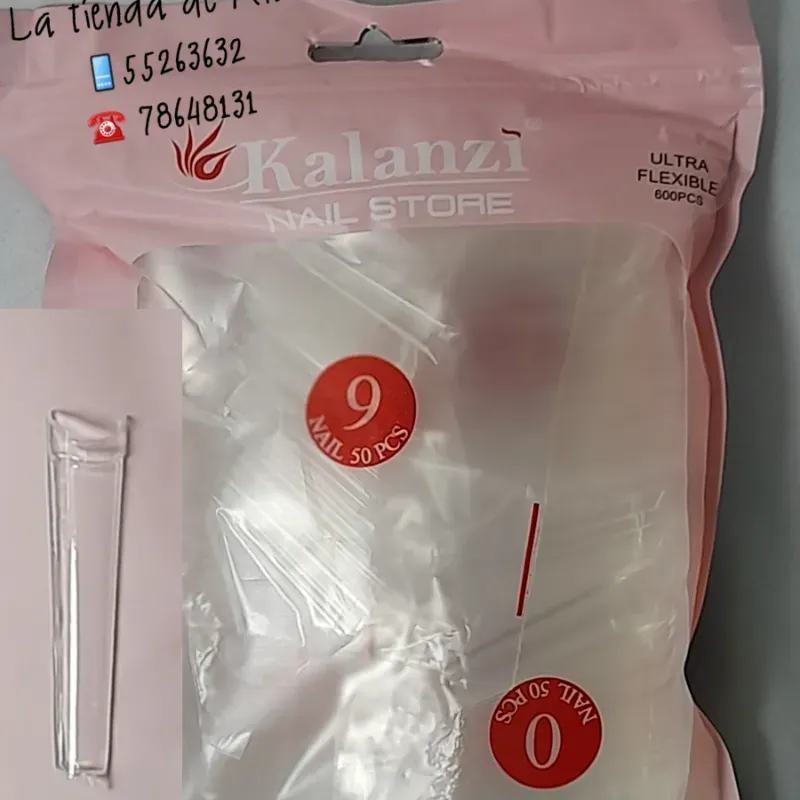 La tienda de
55263632
78648131
Kalanzi
NAIL STORE
ULTRA
FLEXIBLE
600PCS
9
NAIL 50 PCS
0
NAIL 50 PCS